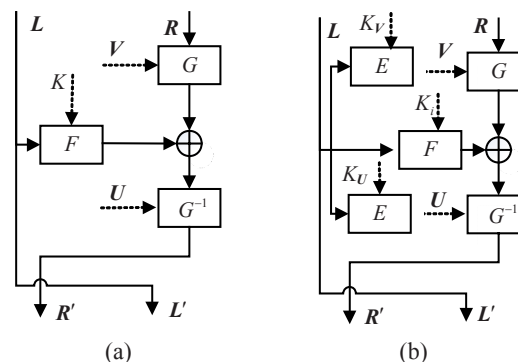 L R K_V L R
V G E V G
K K_i
F F
K_U
U G⁻¹ E U G⁻¹
R' L' R' L'
(a) (b)